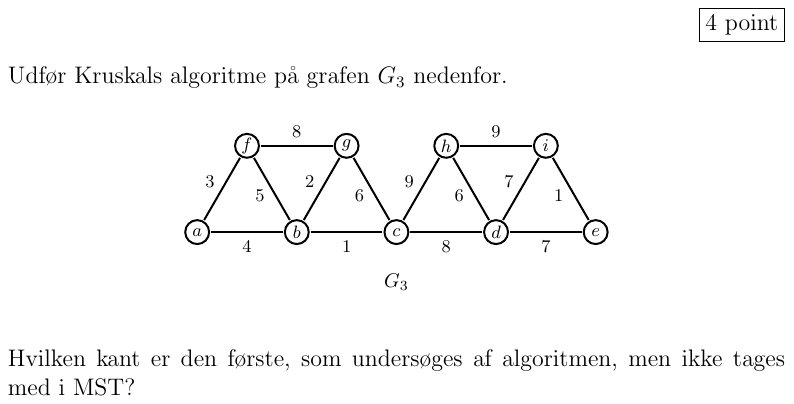 4 point
Udfør Kruskals algoritme på grafen G₃ nedenfor.
8 9
f g h i
3 5 2 6 9 6 7 1
a b c d e
4 1 8 7
G₃
Hvilken kant er den første, som undersøges af algoritmen, men ikke tages
med i MST?